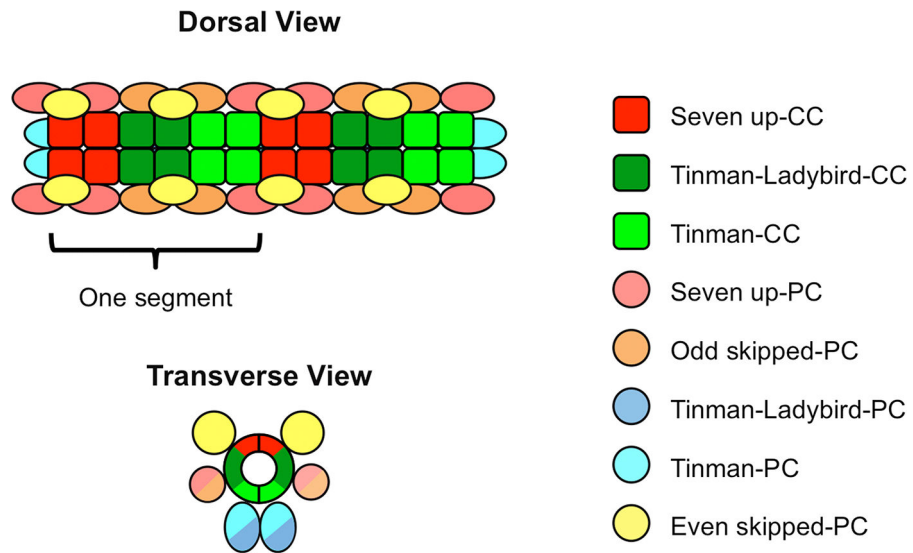 Dorsal View
One segment
Transverse View
Seven up-CC
Tinman-Ladybird-CC
Tinman-CC
Seven up-PC
Odd skipped-PC
Tinman-Ladybird-PC
Tinman-PC
Even skipped-PC